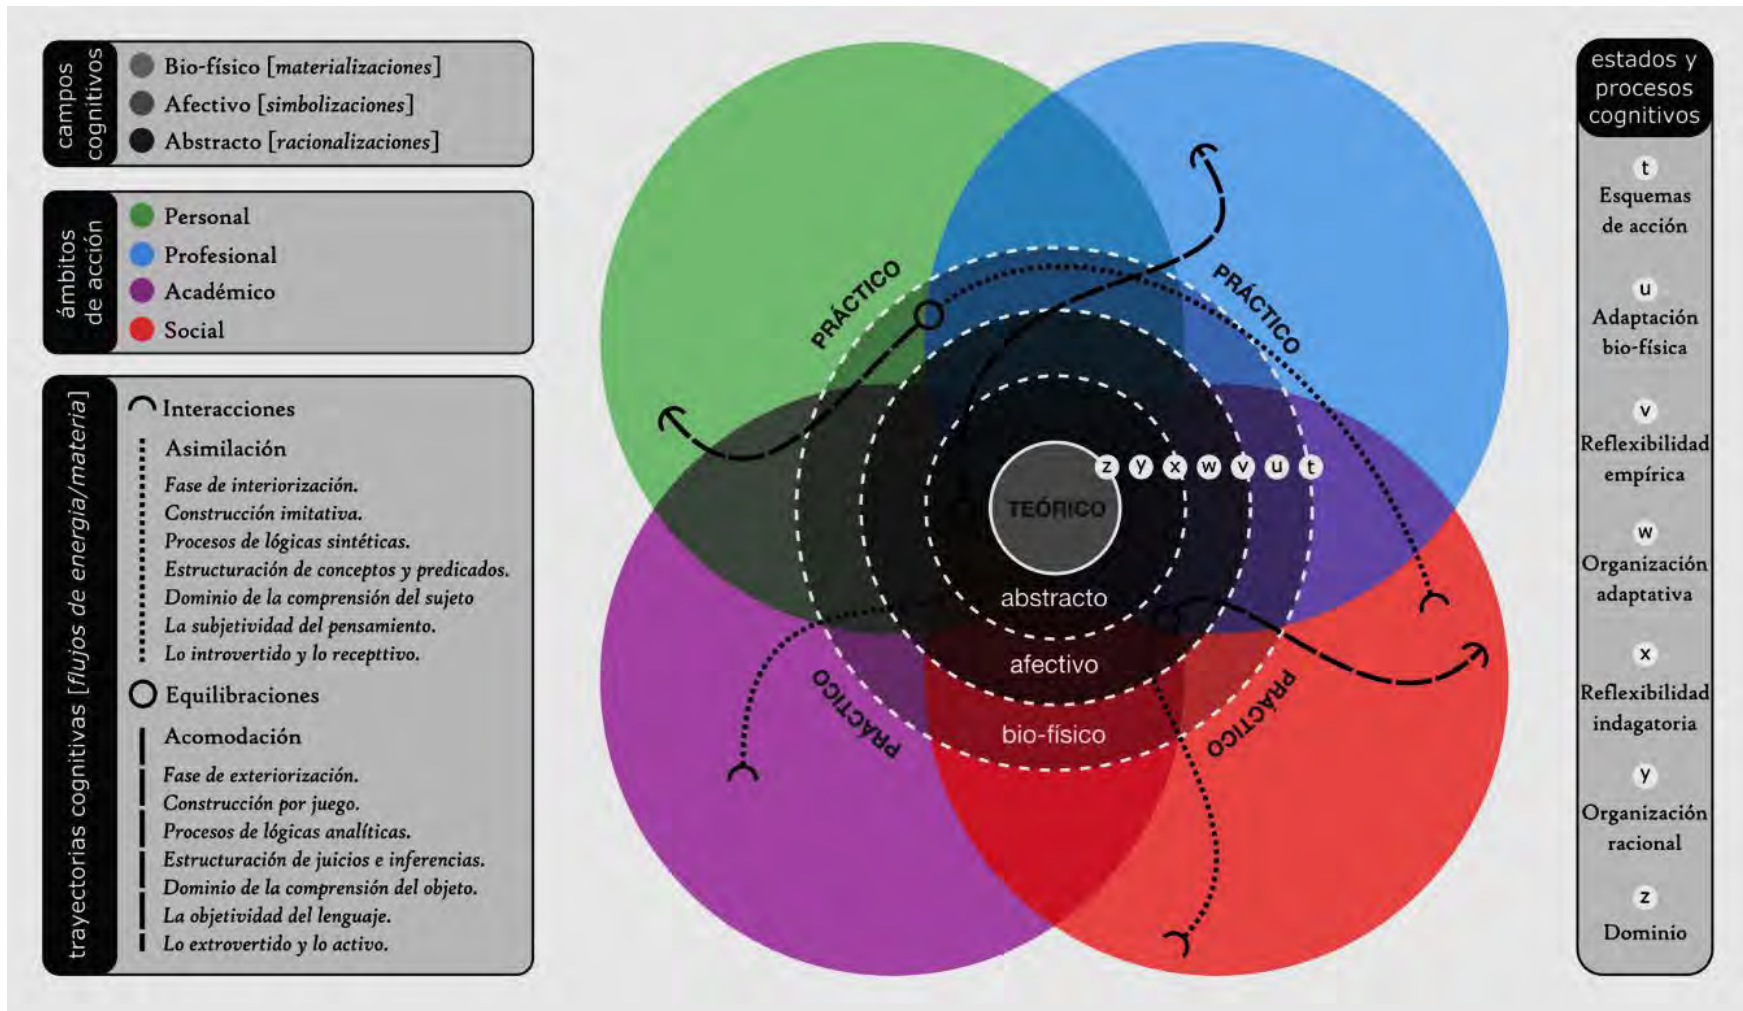 campos
cognitivos
Bio-físico [materializaciones]
Afectivo [simbolizaciones]
Abstracto [racionalizaciones]
ámbitos
de acción
Personal
Profesional
Académico
Social
trayectorias cognitivas [flujos de energía/materia]
Interacciones
Asimilación
Fase de interiorización.
Construcción imitativa.
Procesos de lógicas sintéticas.
Estructuración de conceptos y predicados.
Dominio de la comprensión del sujeto
La subjetividad del pensamiento.
Lo introvertido y lo recepttivo.
Equilibraciones
Acomodación
Fase de exteriorización.
Construcción por juego.
Procesos de lógicas analíticas.
Estructuración de juicios e inferencias.
Dominio de la comprensión del objeto.
La objetividad del lenguaje.
Lo extrovertido y lo activo.
PRÁCTICO
PRÁCTICO
z y x w v u t
TEÓRICO
abstracto
afectivo
bio-físico
PRÁCTICO
PRÁCTICO
estados y
procesos
cognitivos
t
Esquemas
de acción
u
Adaptación
bio-física
v
Reflexibilidad
empírica
w
Organización
adaptativa
x
Reflexibilidad
indagatoria
y
Organización
racional
z
Dominio